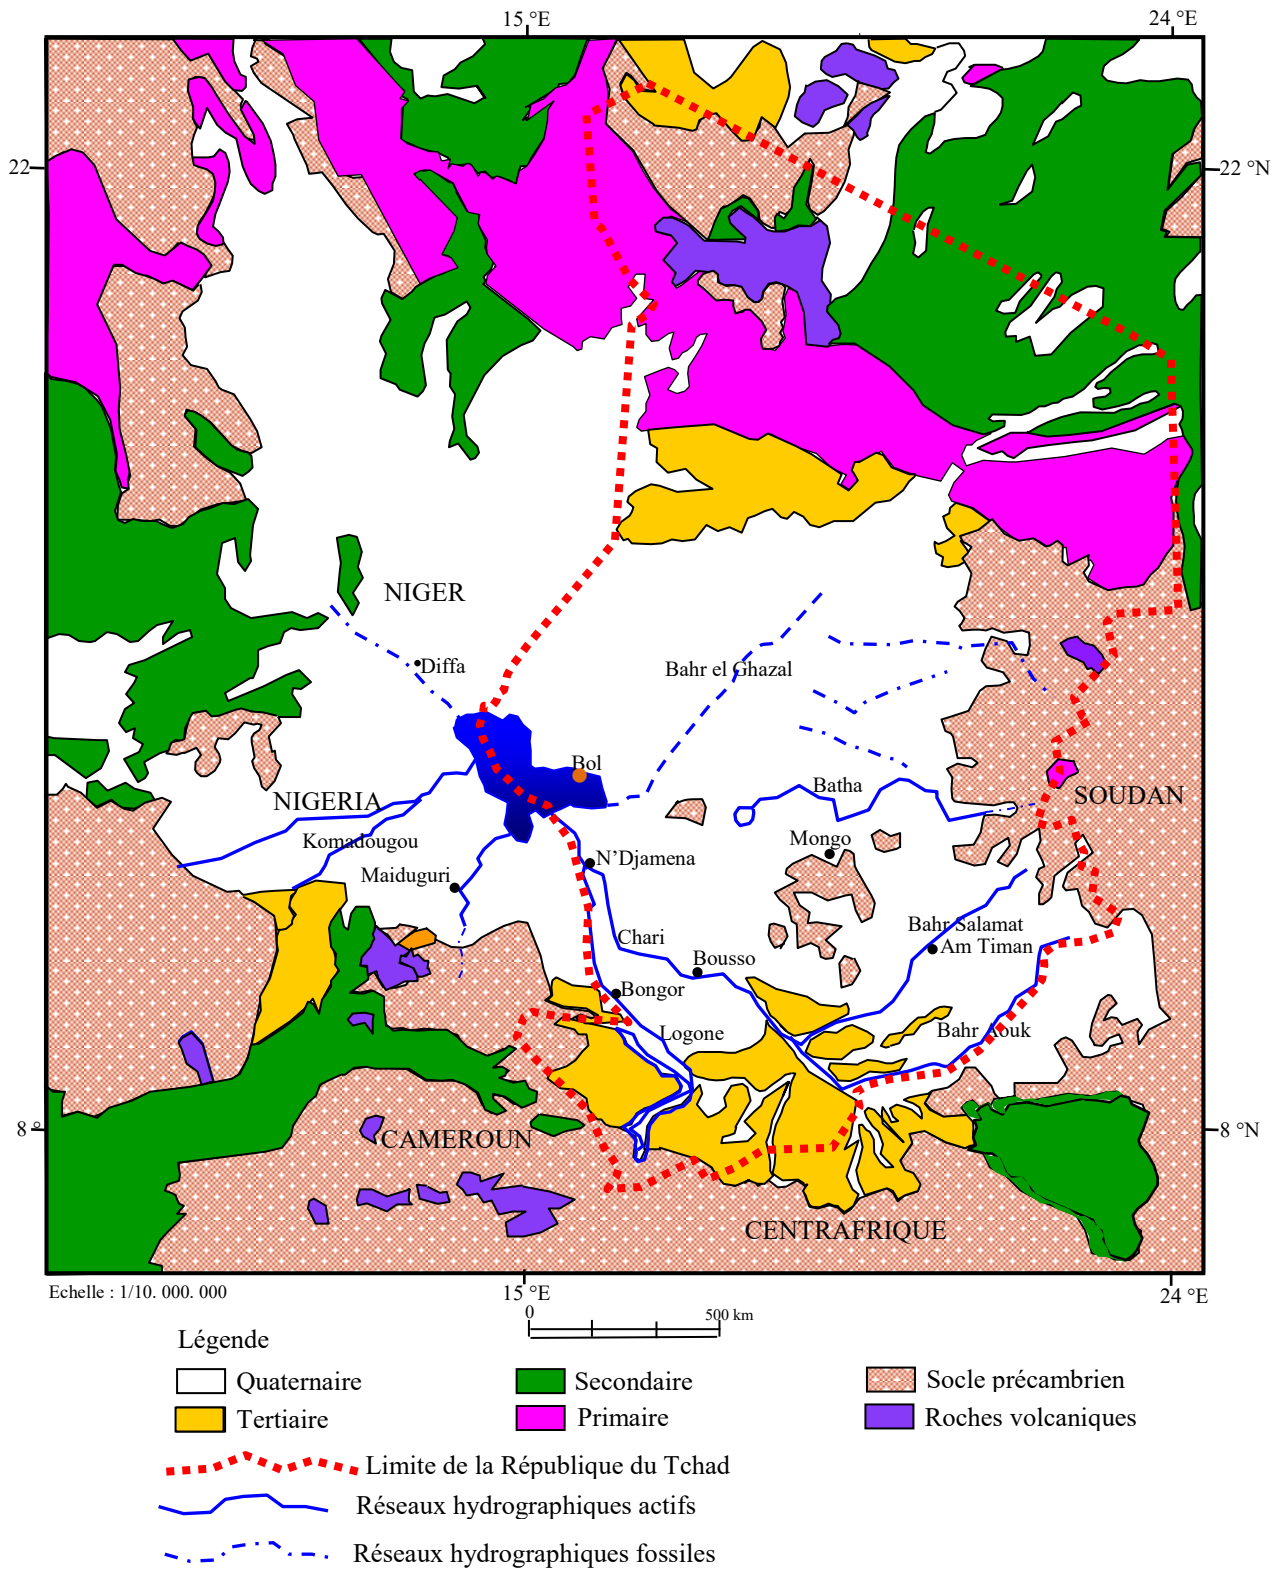 15 °E
24 °E
22
22 °N
NIGER
Diffa
Bahr el Ghazal
Bol
Batha
SOUDAN
NIGERIA
Komadougou
Mongo
N’Djamena
Maiduguri
Bahr Salamat
Chari
Am Timan
Bousso
Bongor
Logone
Bahr Aouk
8 °
8 °N
CAMEROUN
CENTRAFRIQUE
Echelle : 1/10. 000. 000
15 °E
24 °E
0
500 km
Légende
Quaternaire
Secondaire
Socle précambrien
Tertiaire
Primaire
Roches volcaniques
Limite de la République du Tchad
Réseaux hydrographiques actifs
Réseaux hydrographiques fossiles